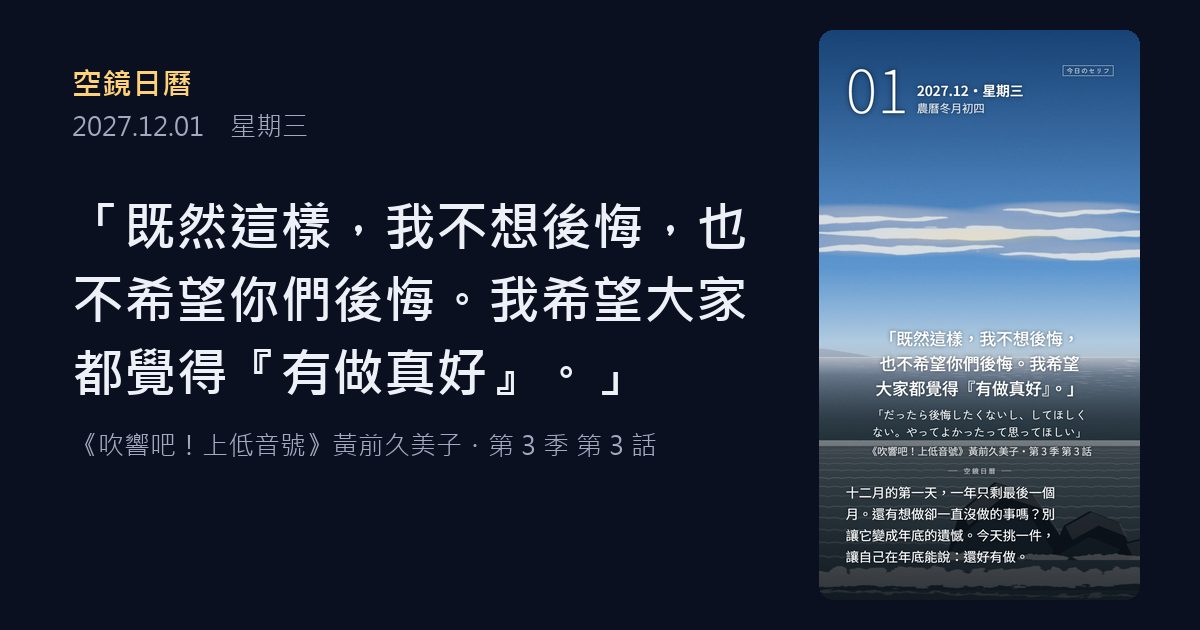 空鏡日曆
2027.12.01　星期三
「既然這樣，我不想後悔，也
不希望你們後悔。我希望大家
都覺得『有做真好』。」
《吹響吧！上低音號》黃前久美子・第 3 季 第 3 話
01
2027.12・星期三
農曆冬月初四
今日のセリフ
「既然這樣，我不想後悔，
也不希望你們後悔。我希望
大家都覺得『有做真好』。」
「だったら後悔したくないし、してほしく
ない。やってよかったって思ってほしい」
《吹響吧！上低音號》黃前久美子・第 3 季 第 3 話
— 空鏡日曆 —
十二月的第一天，一年只剩最後一個
月。還有想做卻一直沒做的事嗎？別
讓它變成年底的遺憾。今天挑一件，
讓自己在年底能說：還好有做。